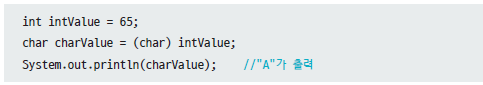 int intValue = 65;
char charValue = (char) intValue;
System.out.println(charValue);    //"A"가 출력